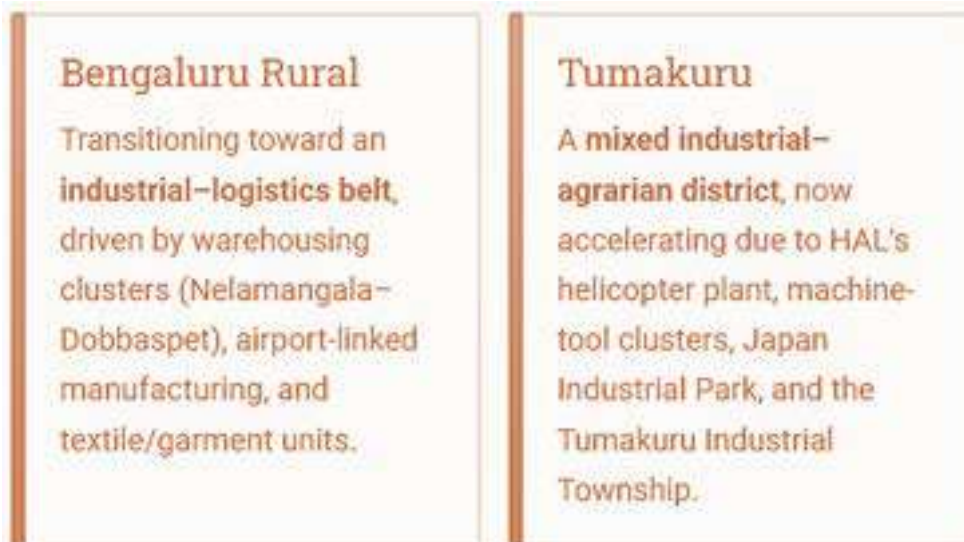 Bengaluru Rural
Transitioning toward an
industrial–logistics belt,
driven by warehousing
clusters (Nelamangala–
Dobbaspet), airport-linked
manufacturing, and
textile/garment units.
Tumakuru
A mixed industrial–
agrarian district, now
accelerating due to HAL's
helicopter plant, machine-
tool clusters, Japan
Industrial Park, and the
Tumakuru Industrial
Township.